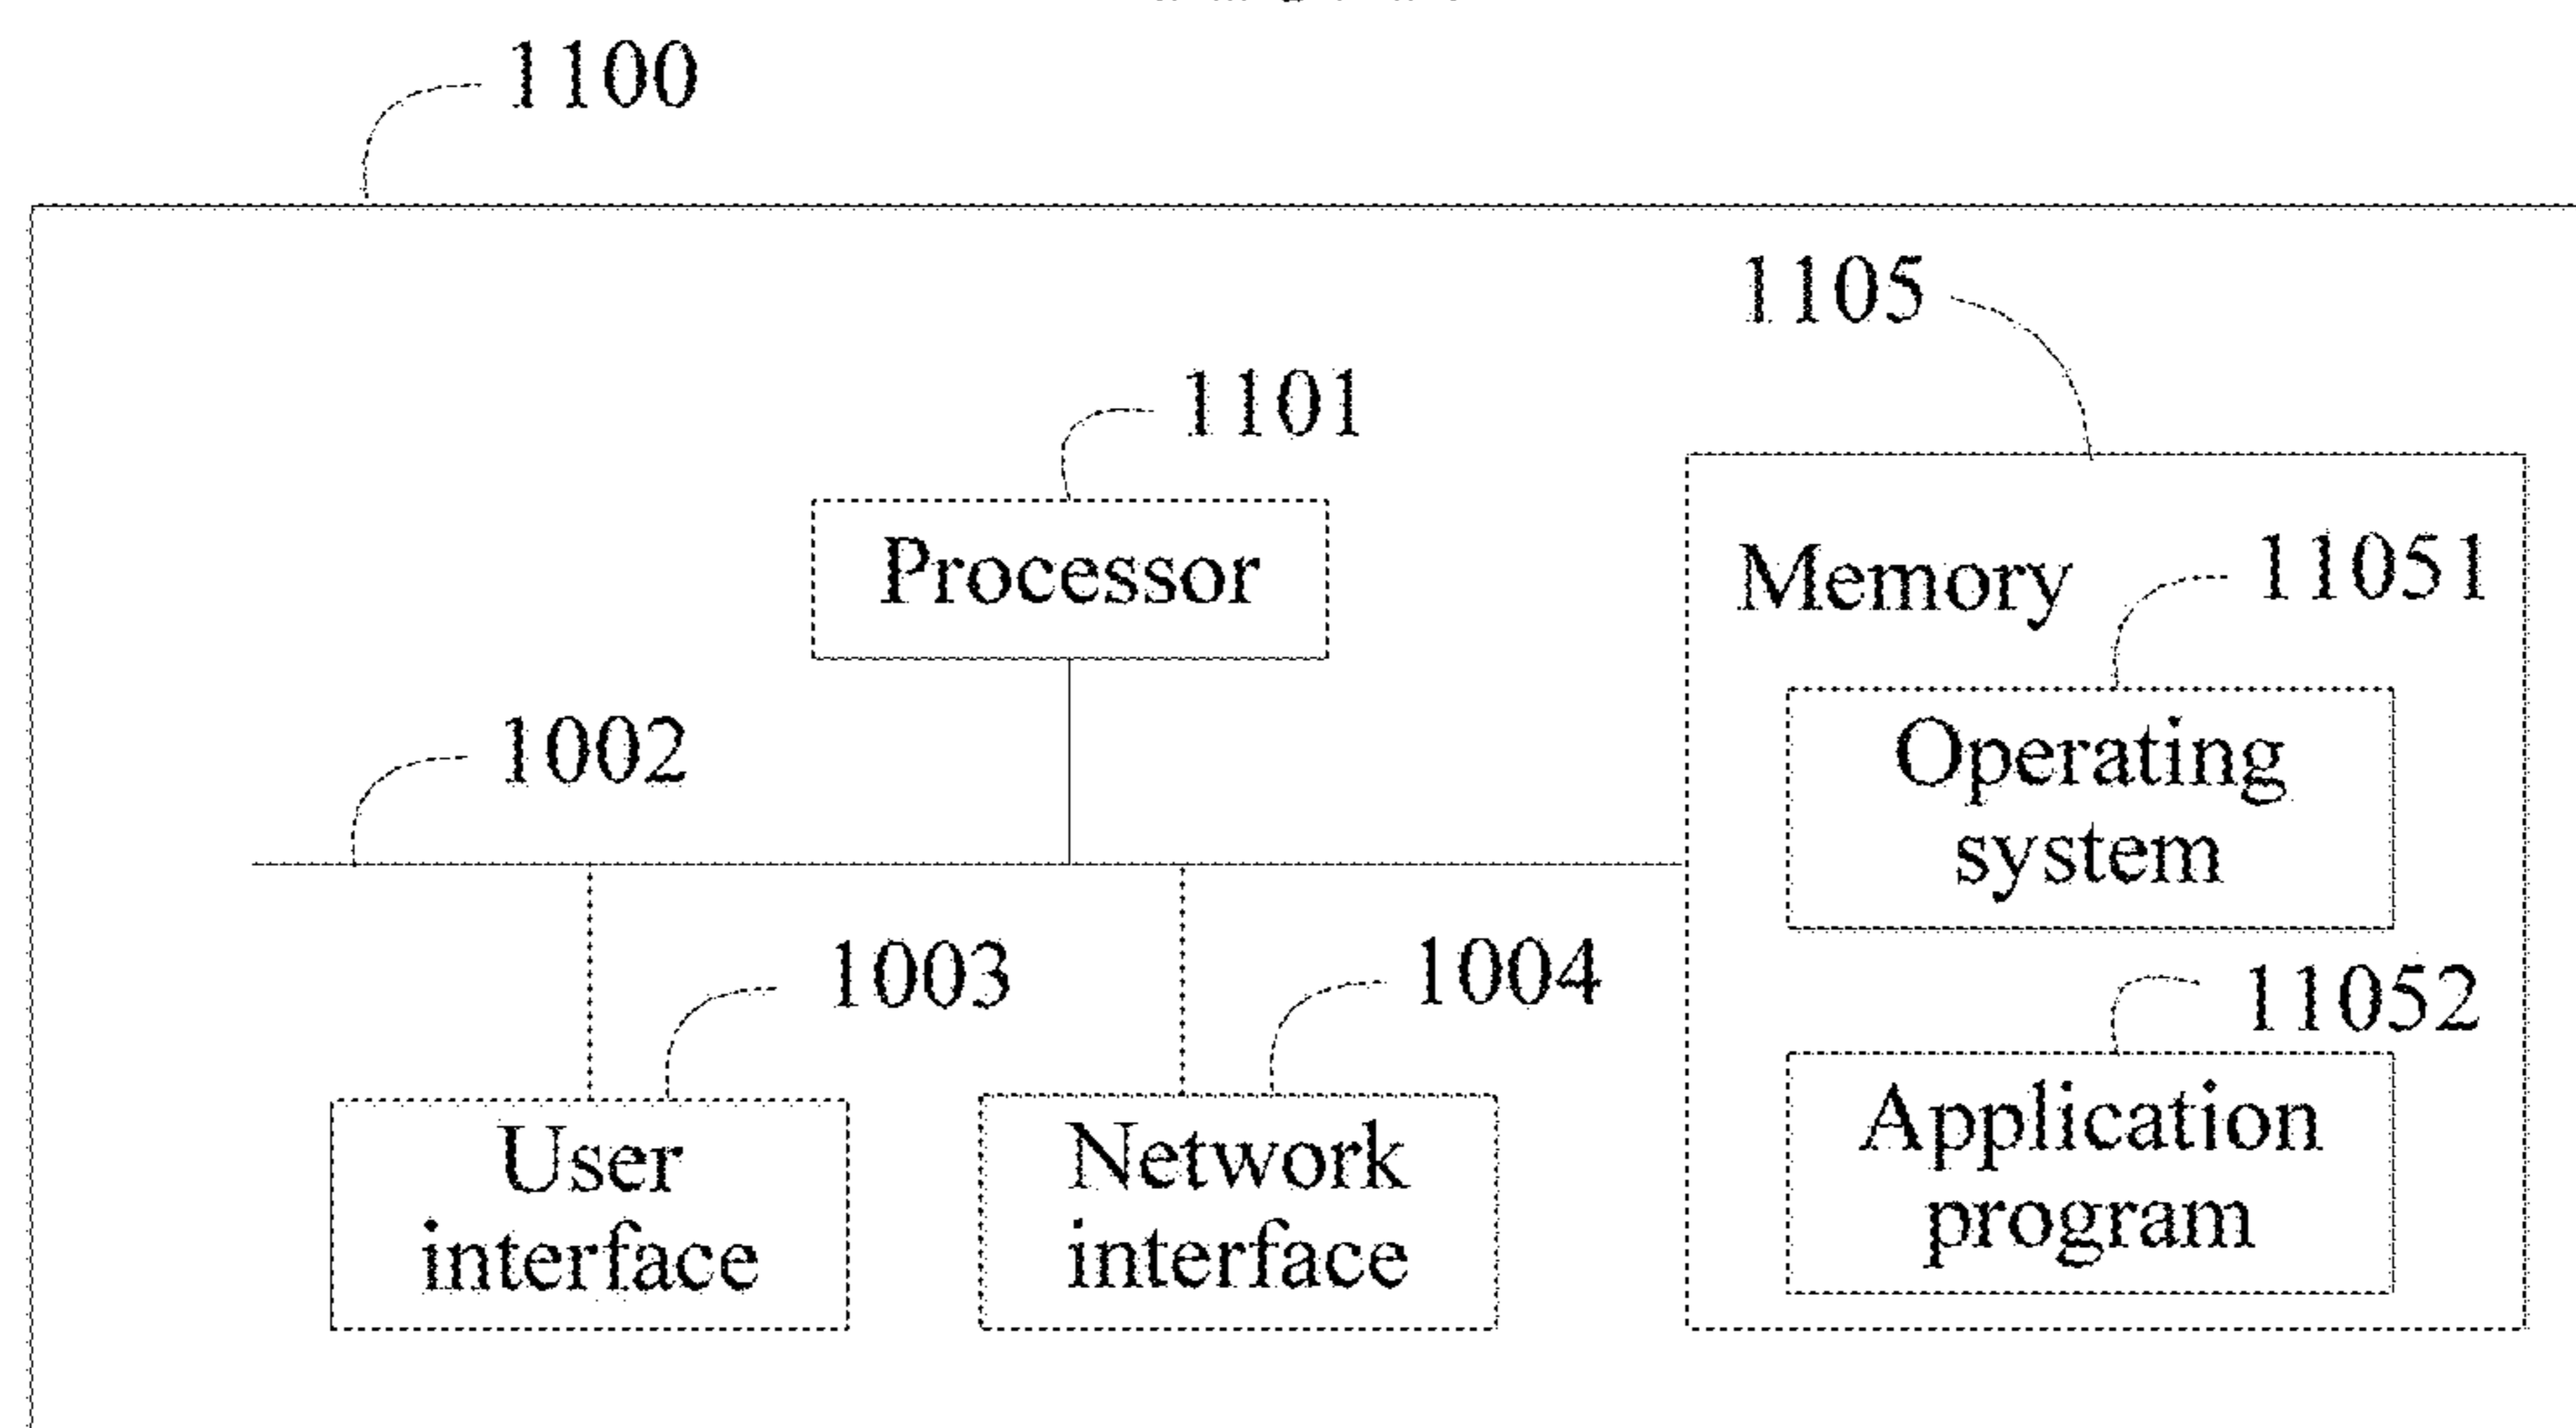 1100
1105
1101
Processor
Memory
11051
Operating
system
1002
1003
1004
11052
User
interface
Network
interface
Application
program